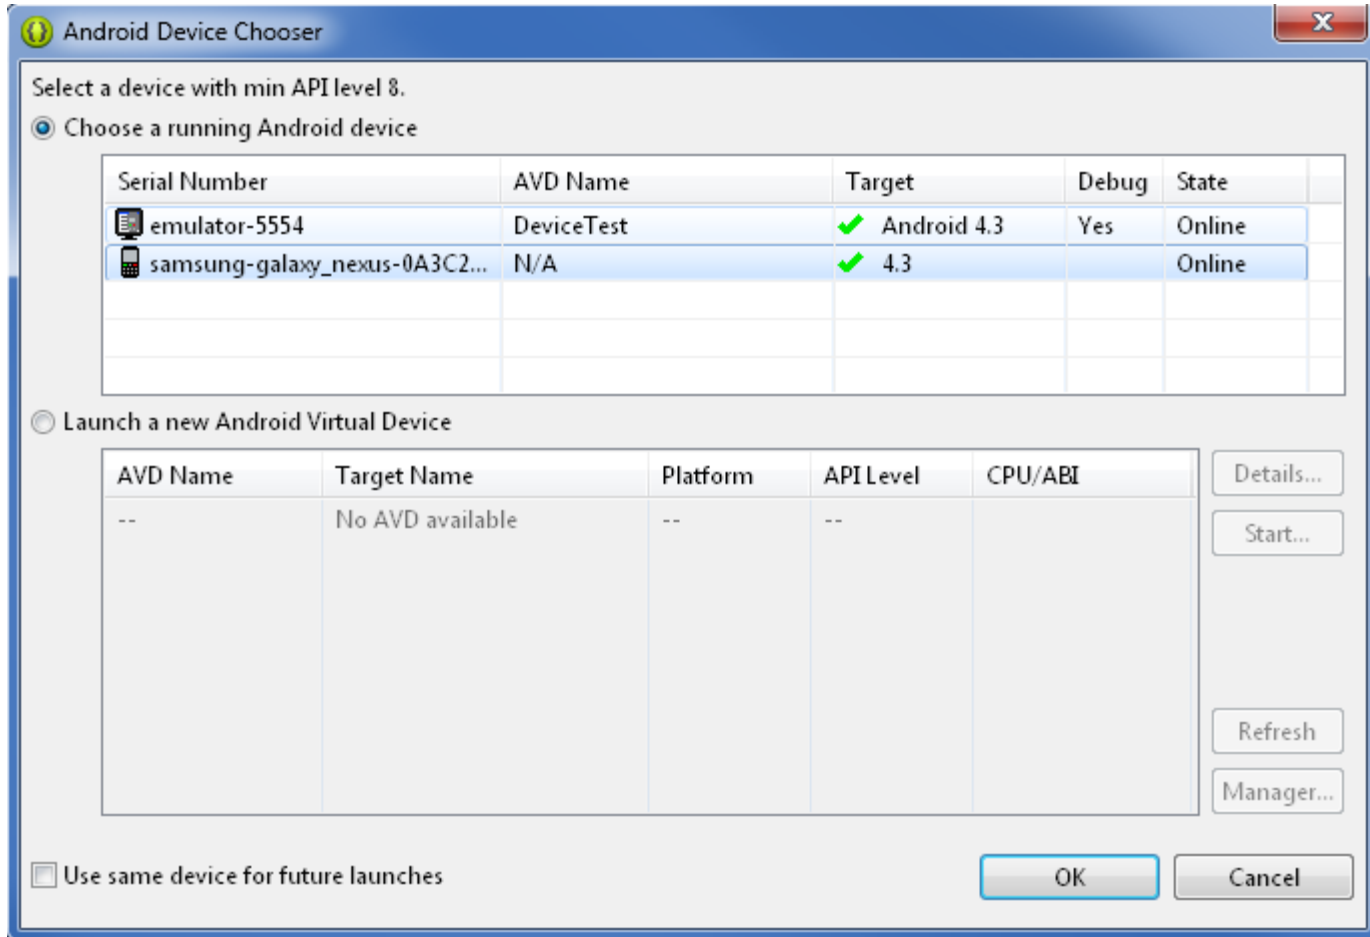 Android Device Chooser
Select a device with min API level 8.
Choose a running Android device
Serial Number AVD Name Target Debug State
emulator-5554 DeviceTest Android 4.3 Yes Online
samsung-galaxy_nexus-0A3C2... N/A 4.3 Online
Launch a new Android Virtual Device
AVD Name Target Name Platform API Level CPU/ABI Details...
-- No AVD available -- --
Start...
Refresh
Manager...
Use same device for future launches OK Cancel